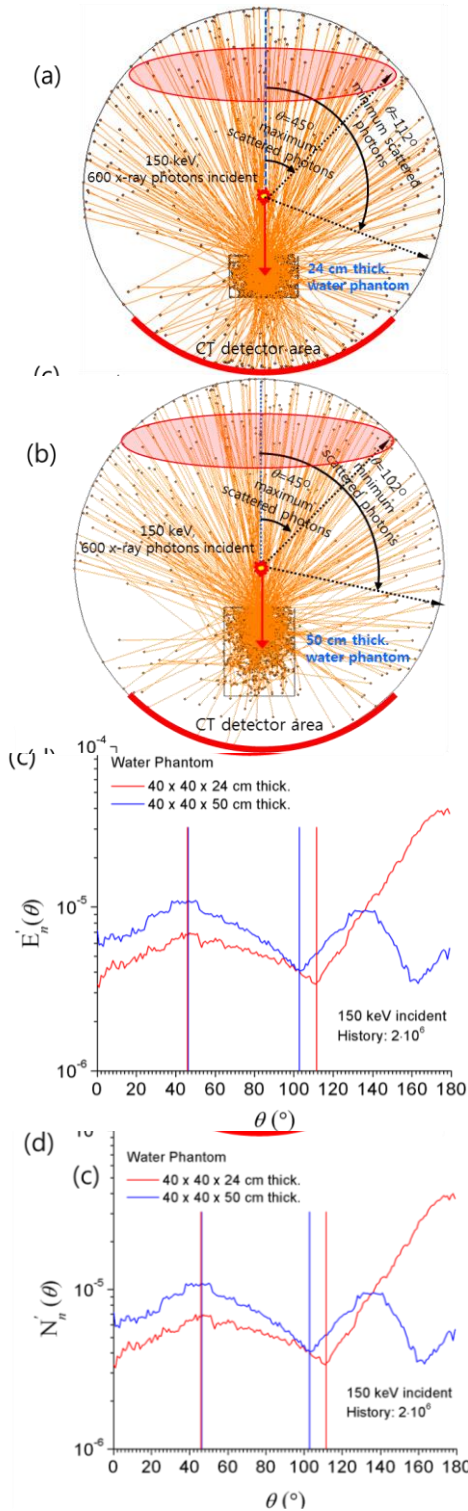 (a)
θ=45º
maximum
scattered photons
θ=112º
minimum scattered
photons
150 keV,
600 x-ray photons incident
24 cm thick.
water phantom
CT detector area
(b)
θ=45º
maximum
scattered photons
θ=102º
minimum
scattered photons
150 keV,
600 x-ray photons incident
50 cm thick.
water phantom
CT detector area
(c)
10⁻⁴
Water Phantom
40 x 40 x 24 cm thick.
40 x 40 x 50 cm thick.
E'n(θ)
10⁻⁵
150 keV incident
History: 2·10⁶
10⁻⁶
0 20 40 60 80 100 120 140 160 180
θ (°)
(d)
Water Phantom
(c)
40 x 40 x 24 cm thick.
40 x 40 x 50 cm thick.
N'n(θ)
10⁻⁵
150 keV incident
History: 2·10⁶
10⁻⁶
0 20 40 60 80 100 120 140 160 180
θ (°)